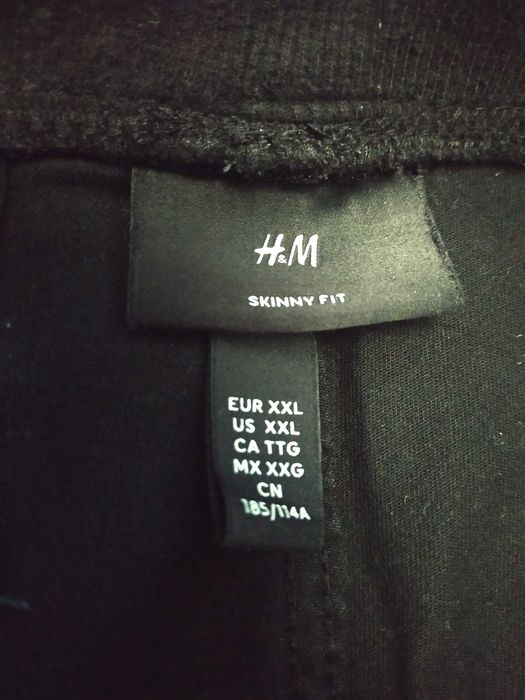 H&M
SKINNY FIT
EUR XXL
US XXL
CA TTG
MX XXG
CN
185/114A